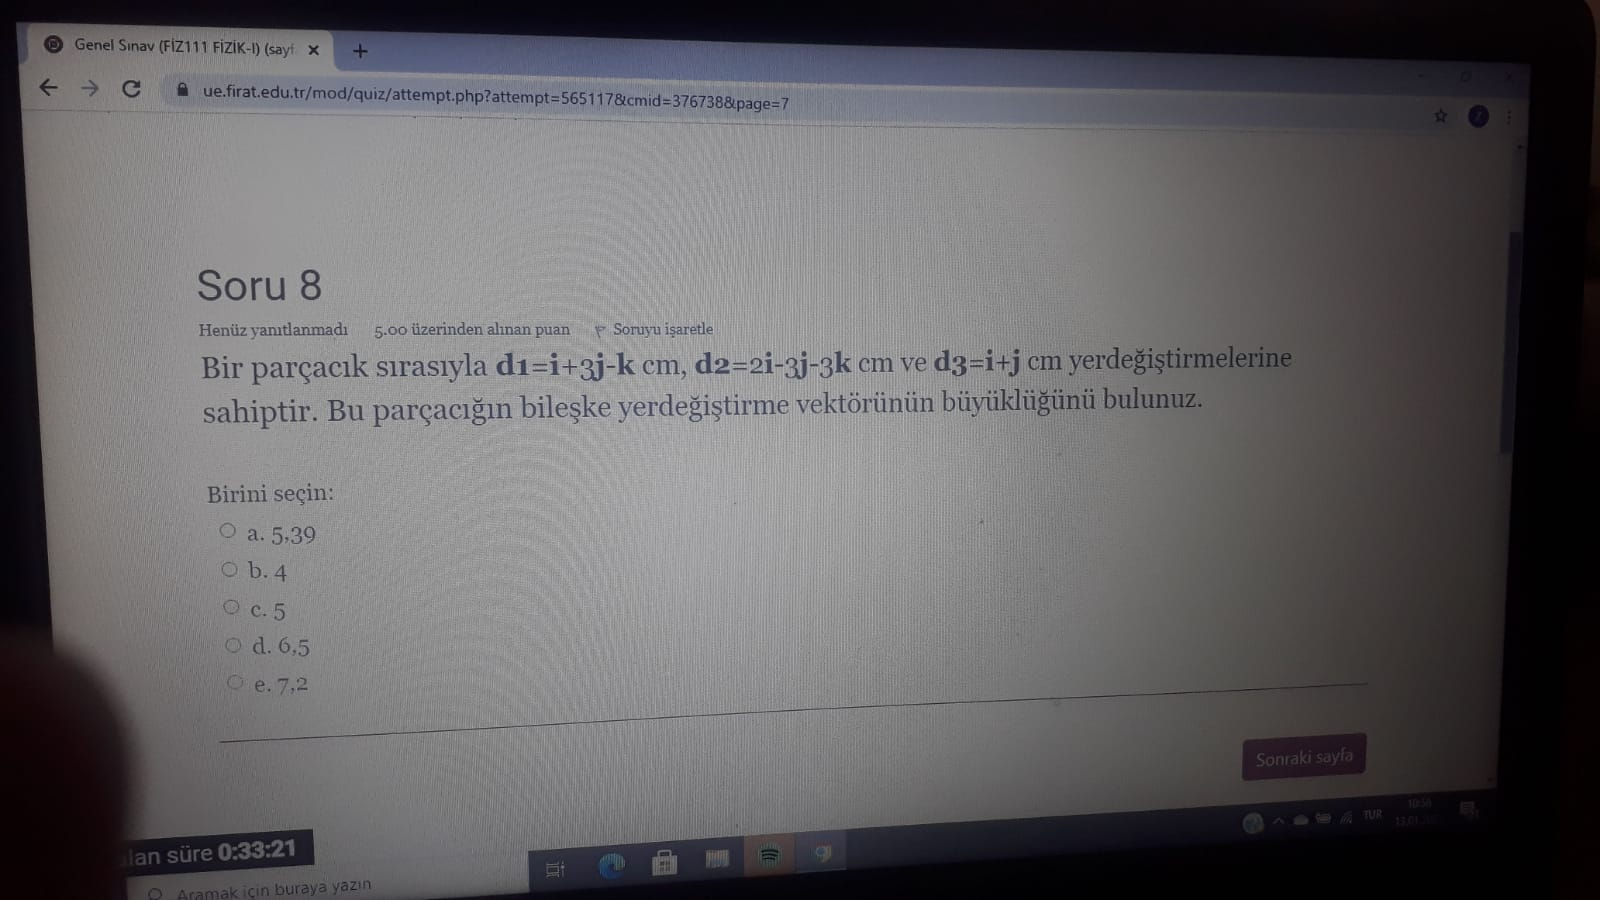 Genel Sınav (FİZ111 FİZİK-I) (sayf
ue.firat.edu.tr/mod/quiz/attempt.php?attempt=565117&cmid=376738&page=7
Soru 8
Henüz yanıtlanmadı 5.00 üzerinden alınan puan Soruyu işaretle
Bir parçacık sırasıyla d1=i+3j-k cm, d2=2i-3j-3k cm ve d3=i+j cm yerdeğiştirmelerine
sahiptir. Bu parçacığın bileşke yerdeğiştirme vektörünün büyüklüğünü bulunuz.
Birini seçin:
a. 5,39
b. 4
c. 5
d. 6,5
e. 7,2
Sonraki sayfa
alan süre 0:33:21
Aramak için buraya yazın
TUR